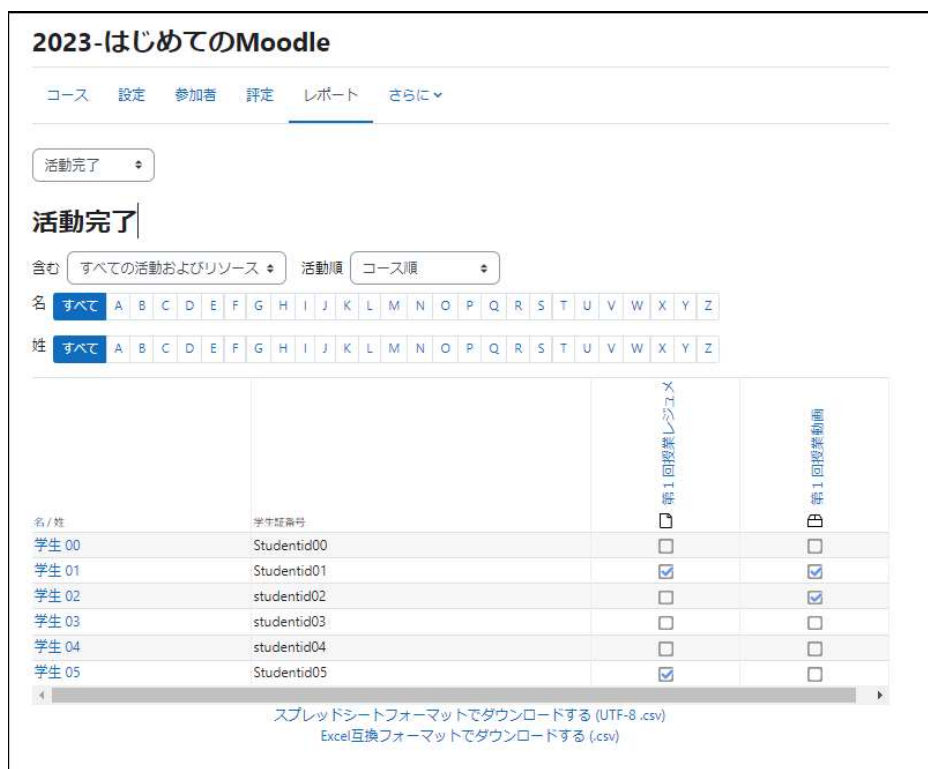 2023-はじめてのMoodle
コース 設定 参加者 評定 レポート さらに
活動完了
活動完了
含む すべての活動およびリソース 活動順 コース順
名 すべて A B C D E F G H I J K L M N O P Q R S T U V W X Y Z
姓 すべて A B C D E F G H I J K L M N O P Q R S T U V W X Y Z
第1回授業レジュメ
第1回授業動画
名 / 姓 学生証番号
学生 00 Studentid00
学生 01 Studentid01
学生 02 studentid02
学生 03 studentid03
学生 04 studentid04
学生 05 Studentid05
スプレッドシートフォーマットでダウンロードする (UTF-8 .csv)
Excel互換フォーマットでダウンロードする (.csv)